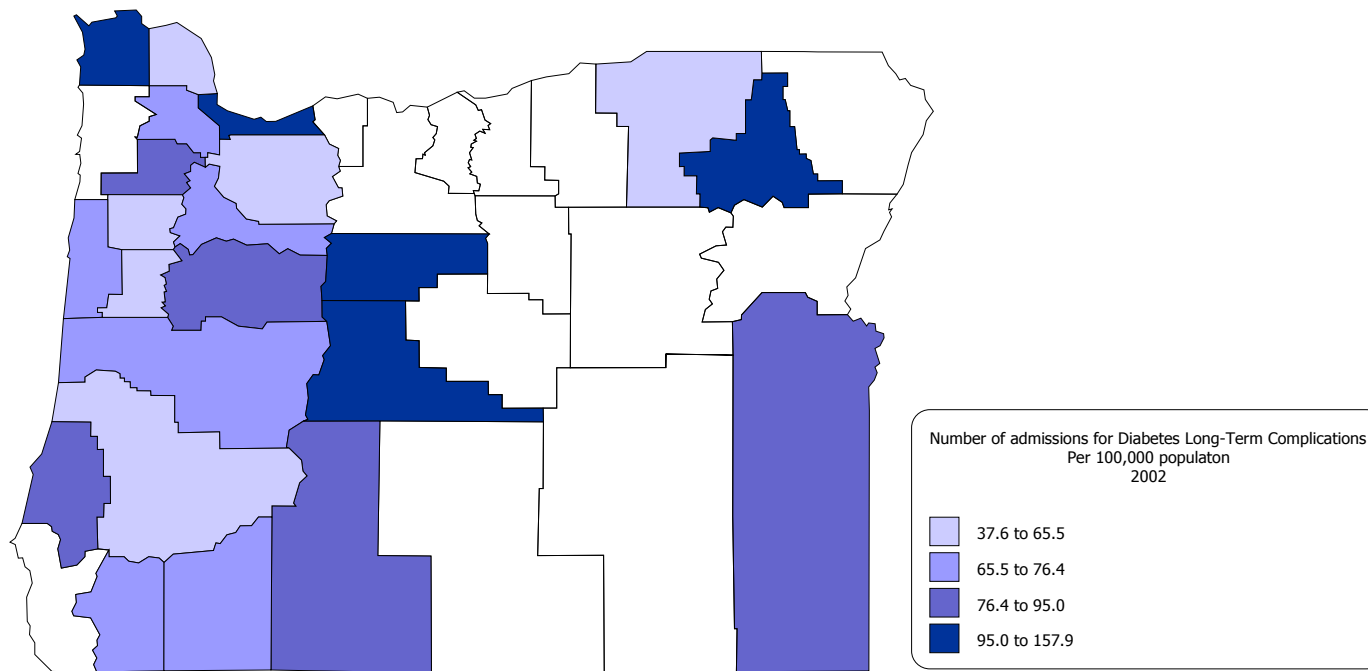 Number of admissions for Diabetes Long-Term Complications
Per 100,000 populaton
2002
37.6 to 65.5
65.5 to 76.4
76.4 to 95.0
95.0 to 157.9